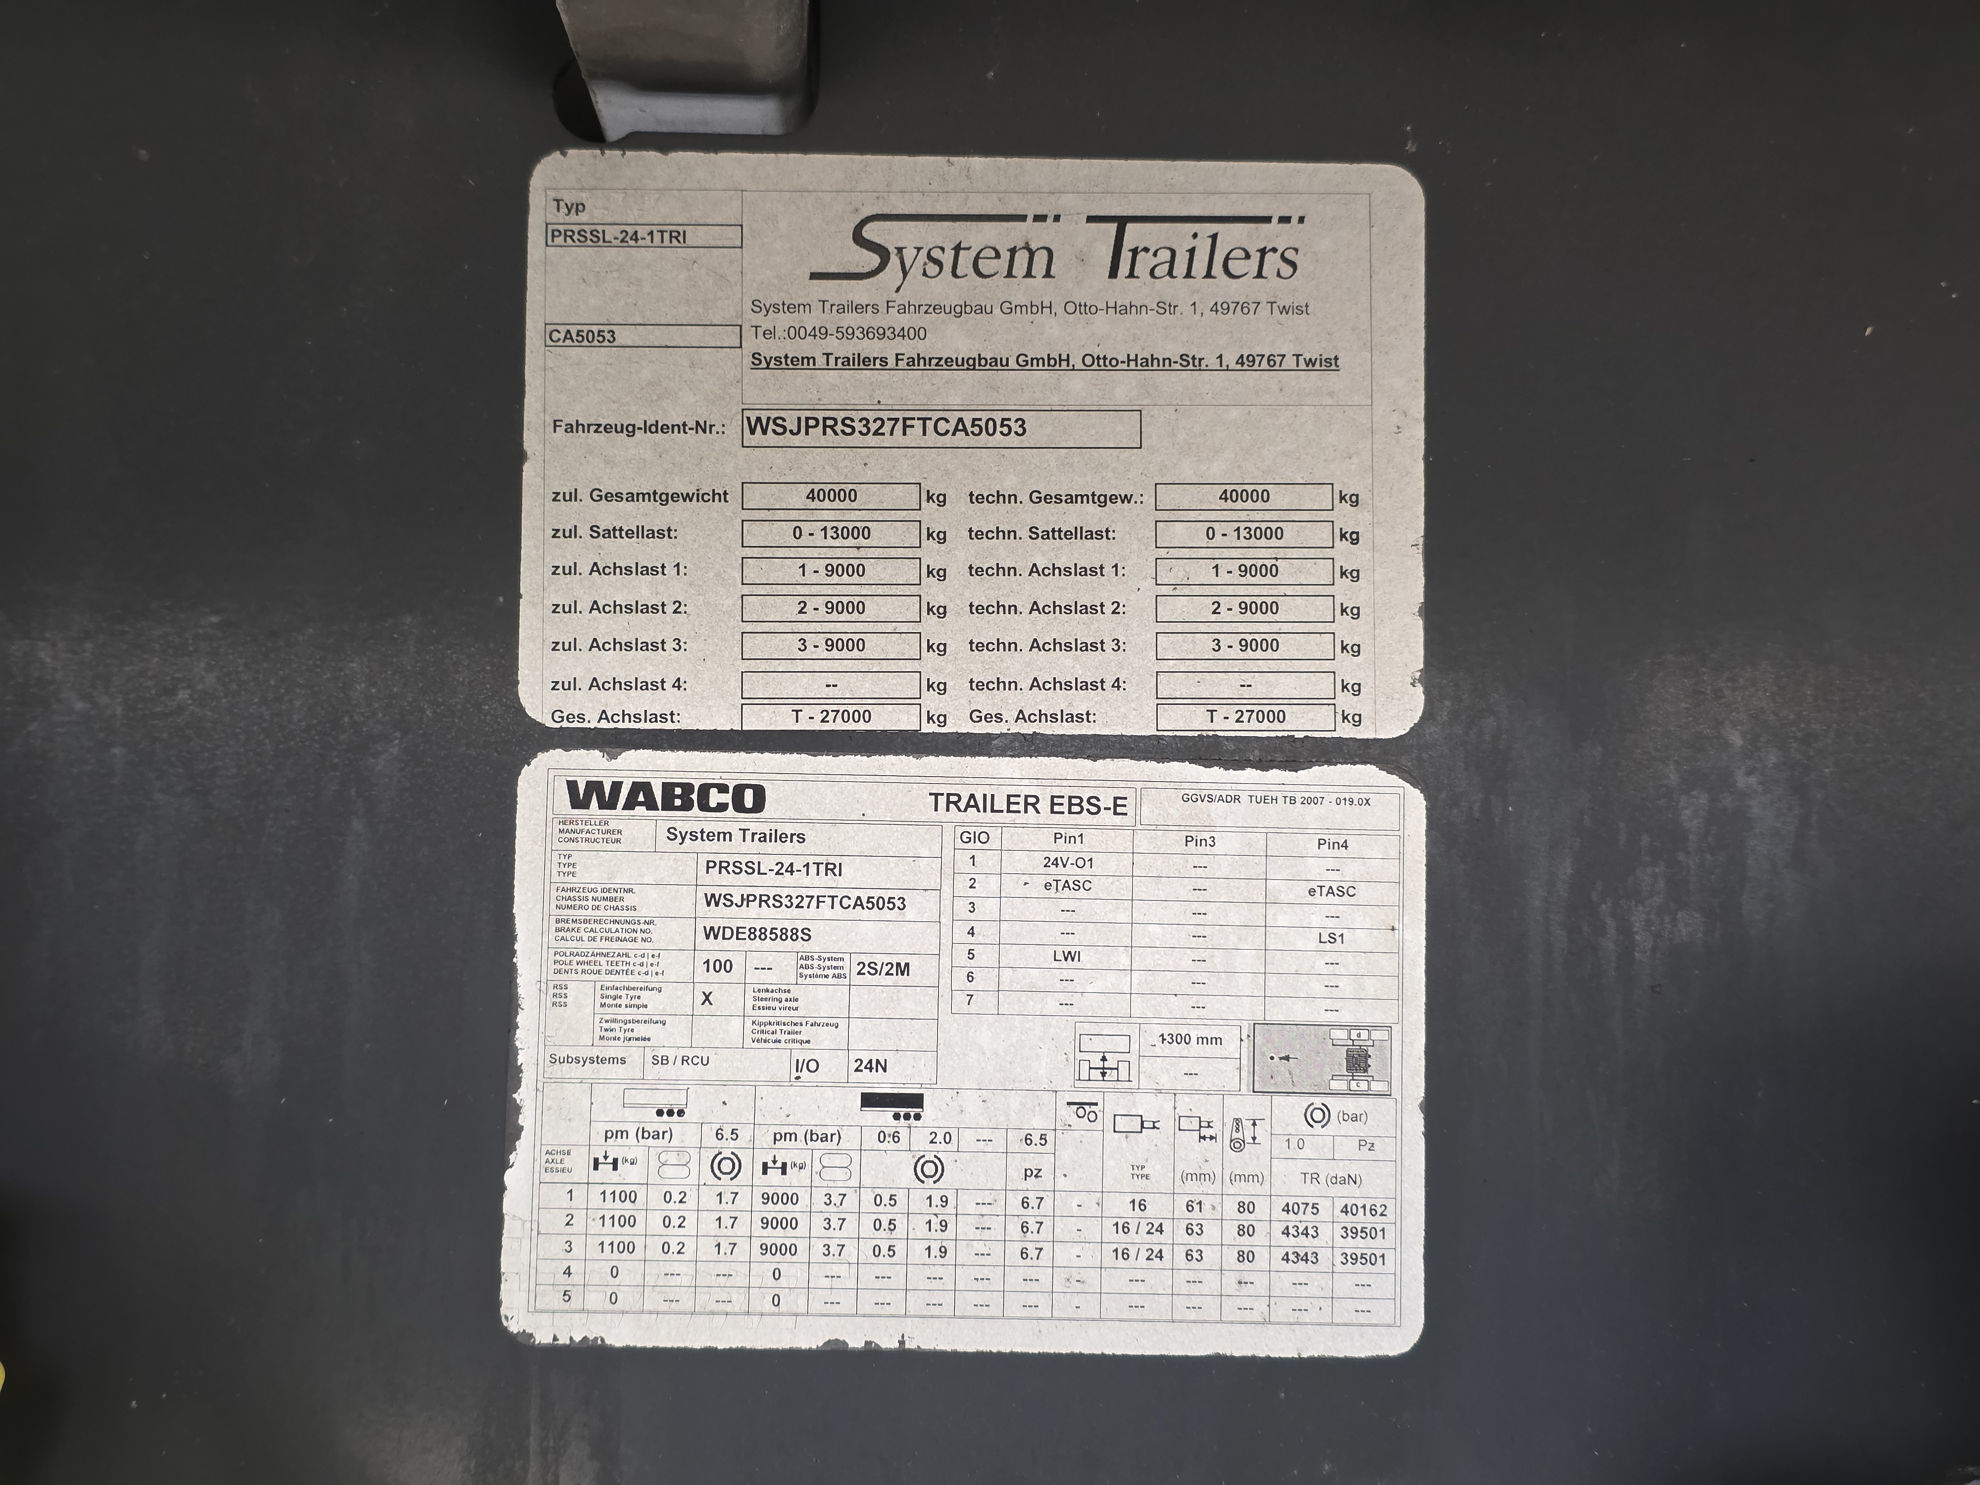 Typ
PRSSL-24-1TRI
CA5053
System Trailers
System Trailers Fahrzeugbau GmbH, Otto-Hahn-Str. 1, 49767 Twist
Tel.:0049-593693400
System Trailers Fahrzeugbau GmbH, Otto-Hahn-Str. 1, 49767 Twist
Fahrzeug-Ident-Nr.: WSJPRS327FTCA5053
zul. Gesamtgewicht 40000 kg techn. Gesamtgew.: 40000 kg
zul. Sattellast: 0 - 13000 kg techn. Sattellast: 0 - 13000 kg
zul. Achslast 1: 1 - 9000 kg techn. Achslast 1: 1 - 9000 kg
zul. Achslast 2: 2 - 9000 kg techn. Achslast 2: 2 - 9000 kg
zul. Achslast 3: 3 - 9000 kg techn. Achslast 3: 3 - 9000 kg
zul. Achslast 4: -- kg techn. Achslast 4: -- kg
Ges. Achslast: T - 27000 kg Ges. Achslast: T - 27000 kg
WABCO TRAILER EBS-E GGVS/ADR TUEH TB 2007 - 019.0X
HERSTELLER
MANUFACTURER
CONSTRUCTEUR
System Trailers
TYP
TYPE
TYPE
PRSSL-24-1TRI
FAHRZEUG IDENTNR.
CHASSIS NUMBER
NUMERO DE CHASSIS
WSJPRS327FTCA5053
BREMSBERECHNUNGS-NR.
BRAKE CALCULATION NO.
CALCUL DE FREINAGE NO.
WDE88588S
POLRADZÄHNEZAHL c-d | e-f
POLE WHEEL TEETH c-d | e-f
DENTS ROUE DENTÉE c-d | e-f
100 ---
ABS-System
ABS-System
Système ABS
2S/2M
RSS
RSS
RSS
Einfachbereifung
Single Tyre
Monte simple
X
Lenkachse
Steering axle
Essieu vireur
Zwillingsbereifung
Twin Tyre
Monte jumelée
Kippkritisches Fahrzeug
Critical Trailer
Véhicule critique
Subsystems SB / RCU I/O 24N
GIO Pin1 Pin3 Pin4
1 24V-O1 --- ---
2 eTASC --- eTASC
3 --- --- ---
4 --- --- LS1
5 LWI --- ---
6 --- --- ---
7 --- --- ---
1300 mm
---
d
c
pm (bar) 6.5 pm (bar) 0.6 2.0 --- 6.5
(bar)
1.0 Pz
ACHSE
AXLE
ESSIEU
(kg) (kg) pz
TYP
TYPE
(mm) (mm) TR (daN)
1 1100 0.2 1.7 9000 3.7 0.5 1.9 --- 6.7 - 16 61 80 4075 40162
2 1100 0.2 1.7 9000 3.7 0.5 1.9 --- 6.7 - 16 / 24 63 80 4343 39501
3 1100 0.2 1.7 9000 3.7 0.5 1.9 --- 6.7 - 16 / 24 63 80 4343 39501
4 0 --- --- 0 --- --- --- --- --- - --- --- --- --- ---
5 0 --- --- 0 --- --- --- --- --- - --- --- --- --- ---